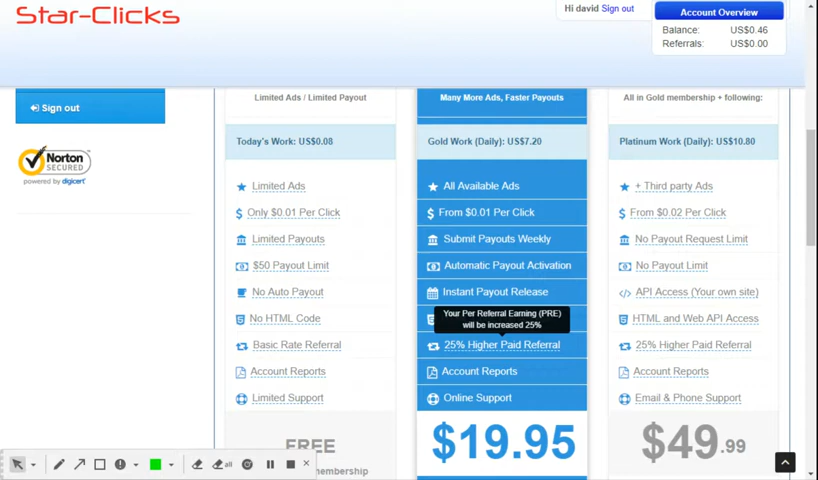 Star-Clicks
Hi david Sign out
Account Overview
Balance: US$0.46
Referrals: US$0.00
Sign out
Norton
SECURED
powered by digicert
Limited Ads / Limited Payout
Today's Work: US$0.08
Limited Ads
Only $0.01 Per Click
Limited Payouts
$50 Payout Limit
No Auto Payout
No HTML Code
Basic Rate Referral
Account Reports
Limited Support
FREE
membership
Many More Ads, Faster Payouts
Gold Work (Daily): US$7.20
All Available Ads
From $0.01 Per Click
Submit Payouts Weekly
Automatic Payout Activation
Instant Payout Release
Your Per Referral Earning (PRE)
will be increased 25%
25% Higher Paid Referral
Account Reports
Online Support
$19.95
All in Gold membership + following:
Platinum Work (Daily): US$10.80
+ Third party Ads
From $0.02 Per Click
No Payout Request Limit
No Payout Limit
API Access (Your own site)
HTML and Web API Access
25% Higher Paid Referral
Account Reports
Email & Phone Support
$49.99
all